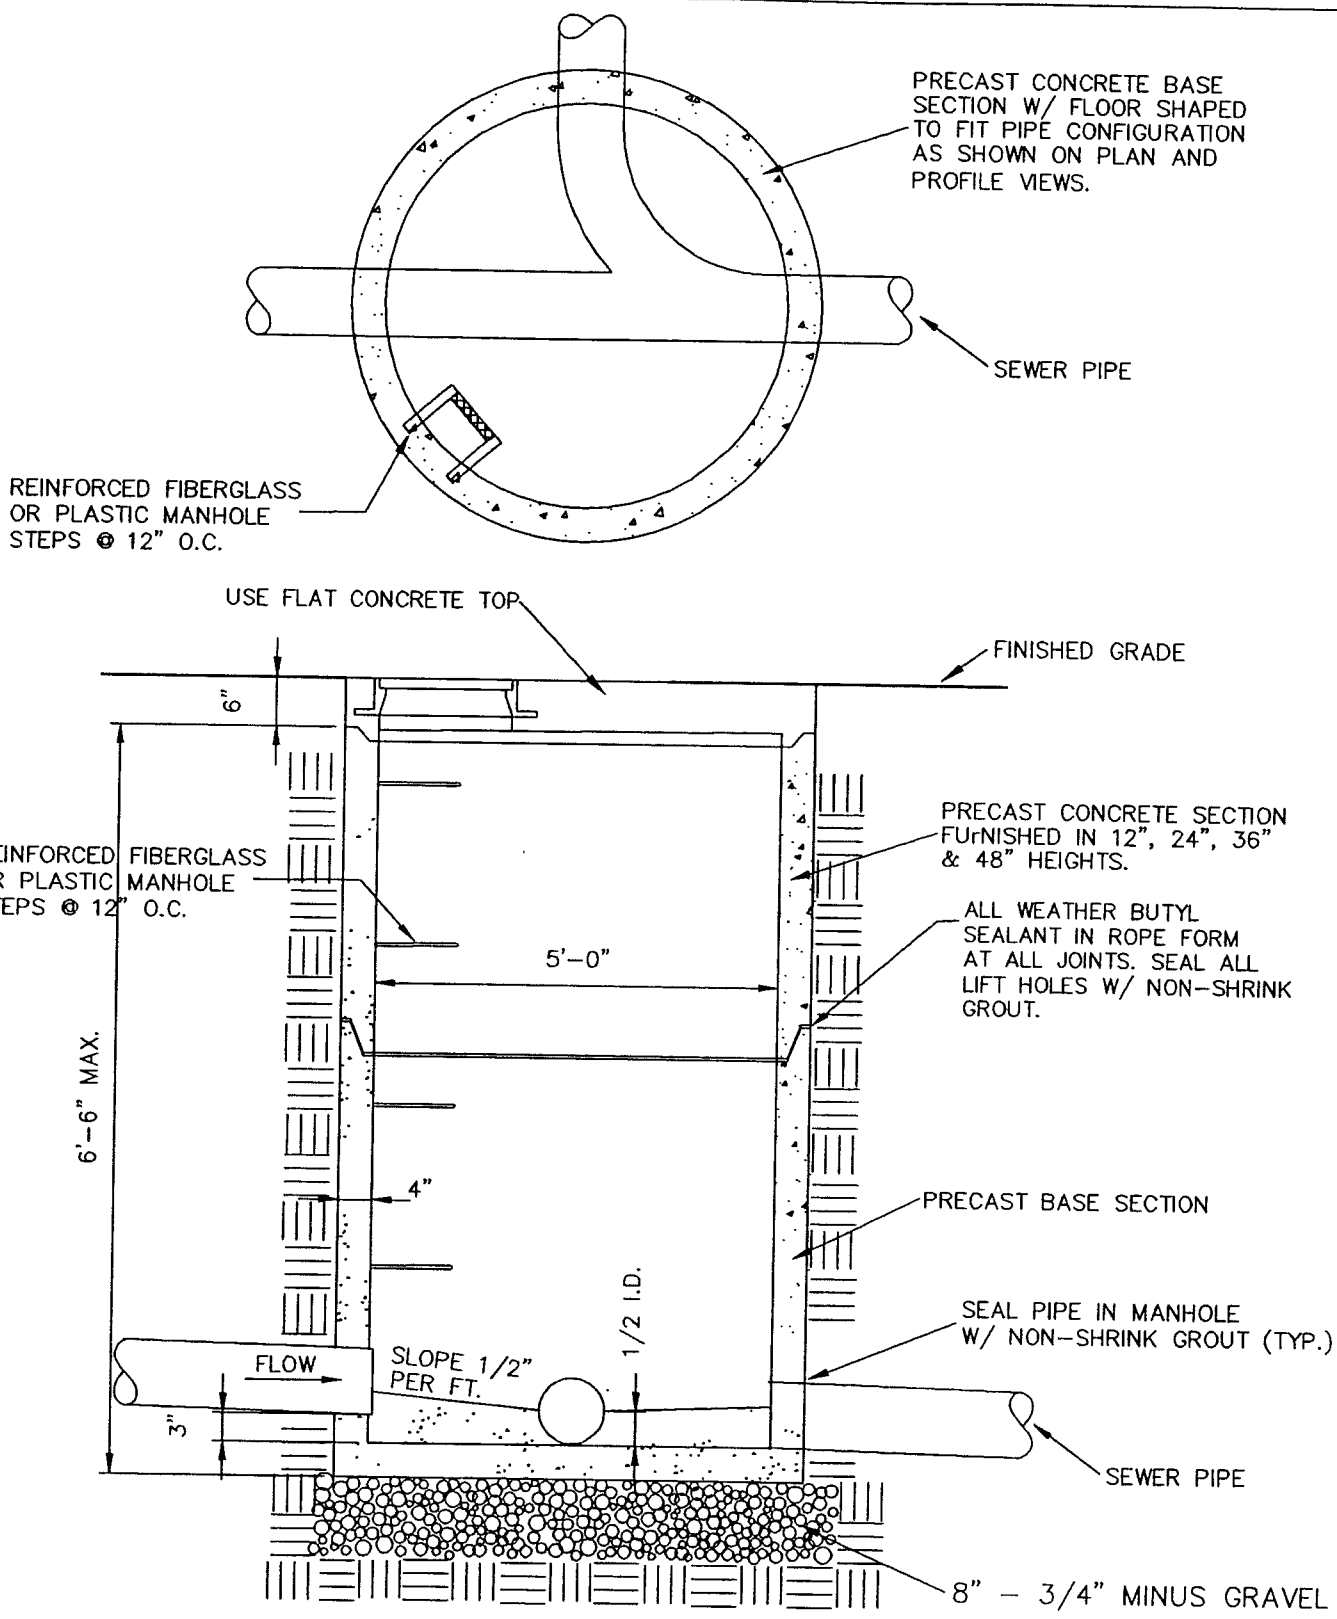 PRECAST CONCRETE BASE
SECTION W/ FLOOR SHAPED
TO FIT PIPE CONFIGURATION
AS SHOWN ON PLAN AND
PROFILE VIEWS.
SEWER PIPE
REINFORCED FIBERGLASS
OR PLASTIC MANHOLE
STEPS @ 12" O.C.
USE FLAT CONCRETE TOP
FINISHED GRADE
6"
PRECAST CONCRETE SECTION
FUrNISHED IN 12", 24", 36"
& 48" HEIGHTS.
EINFORCED FIBERGLASS
R PLASTIC MANHOLE
TEPS @ 12" O.C.
ALL WEATHER BUTYL
SEALANT IN ROPE FORM
AT ALL JOINTS. SEAL ALL
LIFT HOLES W/ NON-SHRINK
GROUT.
5'-0"
6'-6" MAX.
4"
PRECAST BASE SECTION
1/2 I.D.
SEAL PIPE IN MANHOLE
W/ NON-SHRINK GROUT (TYP.)
FLOW
SLOPE 1/2"
PER FT.
3"
SEWER PIPE
8" - 3/4" MINUS GRAVEL